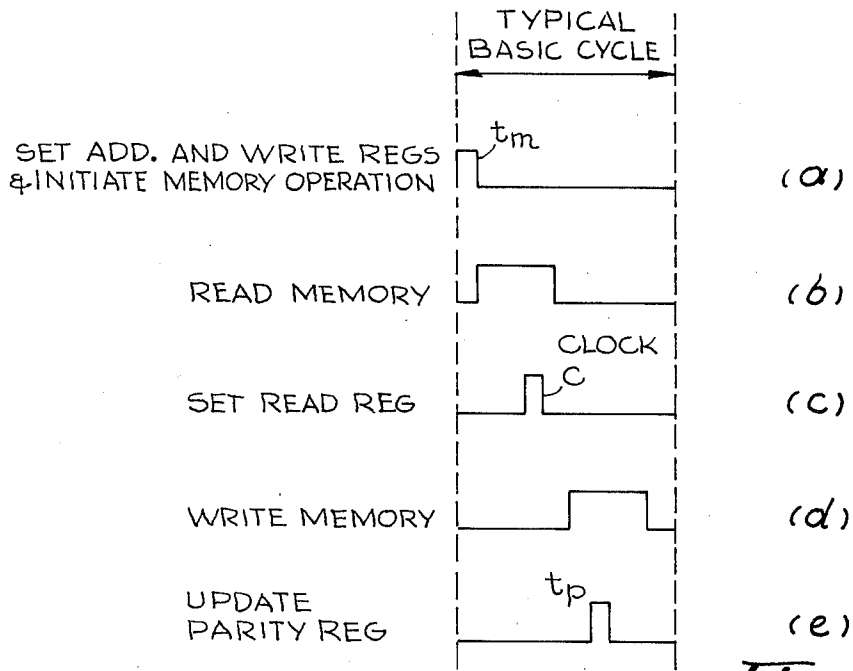 TYPICAL
BASIC CYCLE
SET ADD. AND WRITE REGS
& INITIATE MEMORY OPERATION
tm
(a)
READ MEMORY
(b)
CLOCK
SET READ REG
C
(c)
WRITE MEMORY
(d)
UPDATE
PARITY REG
tp
(e)